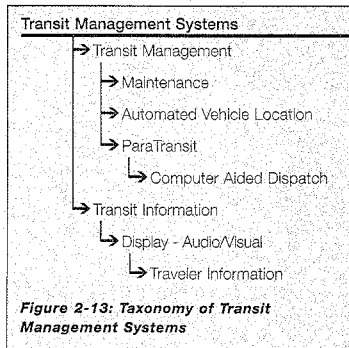 Transit Management Systems
Transit Management
Maintenance
Automated Vehicle Location
ParaTransit
Computer Aided Dispatch
Transit Information
Display - Audio/Visual
Traveler Information
Figure 2-13: Taxonomy of Transit
Management Systems